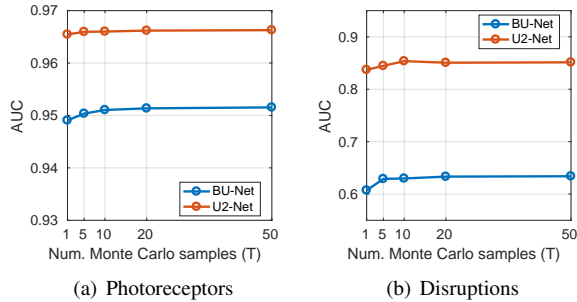 0.97
0.96
0.95
0.94
0.93
AUC
1 5 10 20 50
Num. Monte Carlo samples (T)
BU-Net
U2-Net
(a) Photoreceptors
0.9
0.8
0.7
0.6
AUC
1 5 10 20 50
Num. Monte Carlo samples (T)
BU-Net
U2-Net
(b) Disruptions